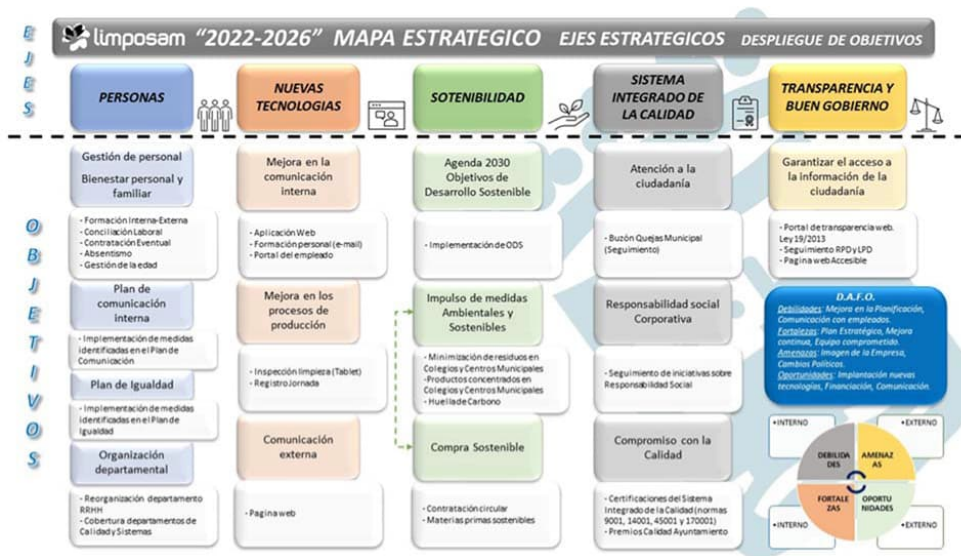 EJES
limposam “2022-2026” MAPA ESTRATEGICO EJES ESTRATEGICOS DESPLIEGUE DE OBJETIVOS
PERSONAS
NUEVAS
TECNOLOGIAS
SOTENIBILIDAD
SISTEMA
INTEGRADO DE
LA CALIDAD
TRANSPARENCIA Y
BUEN GOBIERNO
OBJETIVOS
Gestión de personal
Bienestar personal y
familiar
- Formación Interna-Externa
- Conciliación Laboral
- Contratación Eventual
- Absentismo
- Gestión de la edad
Plan de
comunicación
interna
- Implementación de medidas
identificadas en el Plan de
Comunicación
Plan de Igualdad
- Implementación de medidas
identificadas en el Plan de
Igualdad
Organización
departamental
- Reorganización departamento
RRHH
- Cobertura departamentos de
Calidad y Sistemas
Mejora en la
comunicación
interna
- Aplicación Web
- Formación personal (e-mail)
- Portal del empleado
Mejora en los
procesos de
producción
- Inspección limpieza (Tablet)
- Registro Jornada
Comunicación
externa
- Pagina web
Agenda 2030
Objetivos de
Desarrollo Sostenible
- Implementación de ODS
Impulso de medidas
Ambientales y
Sostenibles
- Minimización de residuos en
Colegios y Centros Municipales
- Productos concentrados en
Colegios y Centros Municipales
- Huella de Carbono
Compra Sostenible
- Contratación circular
- Materias primas sostenibles
Atención a la
ciudadanía
- Buzón Quejas Municipal
(Seguimiento)
Responsabilidad social
Corporativa
- Seguimiento de iniciativas sobre
Responsabilidad Social
Compromiso con la
Calidad
- Certificaciones del Sistema
Integrado de la Calidad (normas
9001, 14001, 45001 y 170001)
- Premios Calidad Ayuntamiento
Garantizar el acceso a
la información de la
ciudadanía
- Portal de transparencia web.
Ley 19/2013
- Seguimiento RPD y LPD
- Pagina web Accesible
D.A.F.O.
Debilidades: Mejora en la Planificación,
Comunicación con empleados.
Fortalezas: Plan Estratégico, Mejora
continua, Equipo comprometido.
Amenazas: Imagen de la Empresa,
Cambios Políticos.
Oportunidades: Implantación nuevas
tecnologías, Financiación, Comunicación.
• INTERNO
• EXTERNO
DEBILIDA
DES
AMENAZ
AS
FORTALE
ZAS
OPORTU
NIDADES
• INTERNO
• EXTERNO